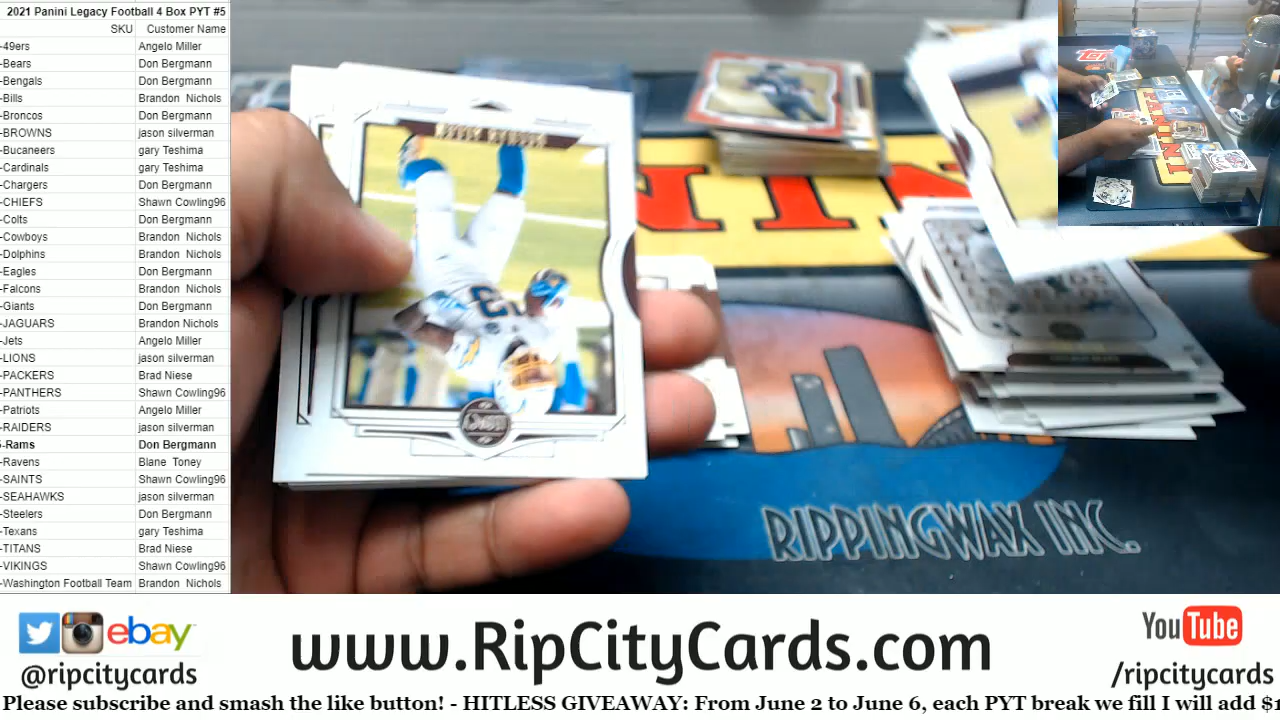 2021 Panini Legacy Football 4 Box PYT #5
SKU Customer Name
-49ers Angelo Miller
-Bears Don Bergmann
-Bengals Don Bergmann
-Bills Brandon Nichols
-Broncos Don Bergmann
-BROWNS jason silverman
-Bucaneers gary Teshima
-Cardinals gary Teshima
-Chargers Don Bergmann
-CHIEFS Shawn Cowling96
-Colts Don Bergmann
-Cowboys Brandon Nichols
-Dolphins Brandon Nichols
-Eagles Don Bergmann
-Falcons Brandon Nichols
-Giants Don Bergmann
-JAGUARS Brandon Nichols
-Jets Angelo Miller
-LIONS jason silverman
-PACKERS Brad Niese
-PANTHERS Shawn Cowling96
-Patriots Angelo Miller
-RAIDERS jason silverman
-Rams Don Bergmann
-Ravens Blane Toney
-SAINTS Shawn Cowling96
-SEAHAWKS jason silverman
-Steelers Don Bergmann
-Texans gary Teshima
-TITANS Brad Niese
-VIKINGS Shawn Cowling96
-Washington Football Team Brandon Nichols
RIPPINGWAX INC.
ebay
@ripcitycards
www.RipCityCards.com
YouTube
/ripcitycards
Please subscribe and smash the like button! - HITLESS GIVEAWAY: From June 2 to June 6, each PYT break we fill I will add